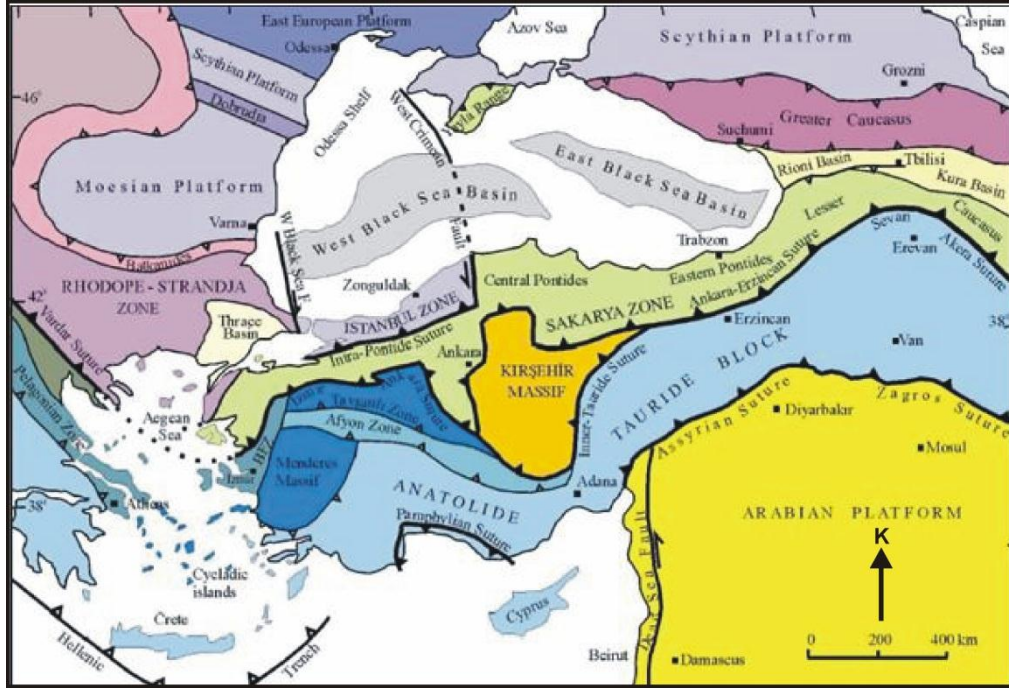 East European Platform
Odessa
Azov Sea
Scythian Platform
Caspian
Sea
Scythian Platform
Dobrudja
46°
Odessa Shelf
West Crimean
Fault
Yayla Range
Grozni
Greater Caucasus
Suchumi
Rioni Basin
Tbilisi
Kura Basin
Moesian Platform
Varna
Balkanides
West Black Sea Basin
East Black Sea Basin
W Black Sea F.
Lesser
Caucasus
Sevan
Akera Suture
Erevan
Trabzon
Eastern Pontides
Central Pontides
Zonguldak
ISTANBUL ZONE
RHODOPE - STRANDJA
ZONE
42°
Thrace
Basin
Vardar Suture
Intra-Pontide Suture
SAKARYA ZONE
Ankara-Erzincan Suture
Erzincan
38°
Van
Ankara
KIRŞEHİR
MASSIF
Inner-Tauride Suture
TAURIDE BLOCK
Assyrian Suture
Zagros Suture
Diyarbakır
Mosul
Pelagonian Zone
Aegean
Sea
Izmir
Ankara Suture
Tavşanlı Zone
Afyon Zone
BFZ
Izmir
Menderes
Massif
ANATOLIDE
Adana
Pamphylian Suture
38°
Athens
Cycladic
islands
Crete
Hellenic
Trench
Cyprus
Dead Sea Fault
Beirut
Damascus
ARABIAN PLATFORM
K
0 200 400 km